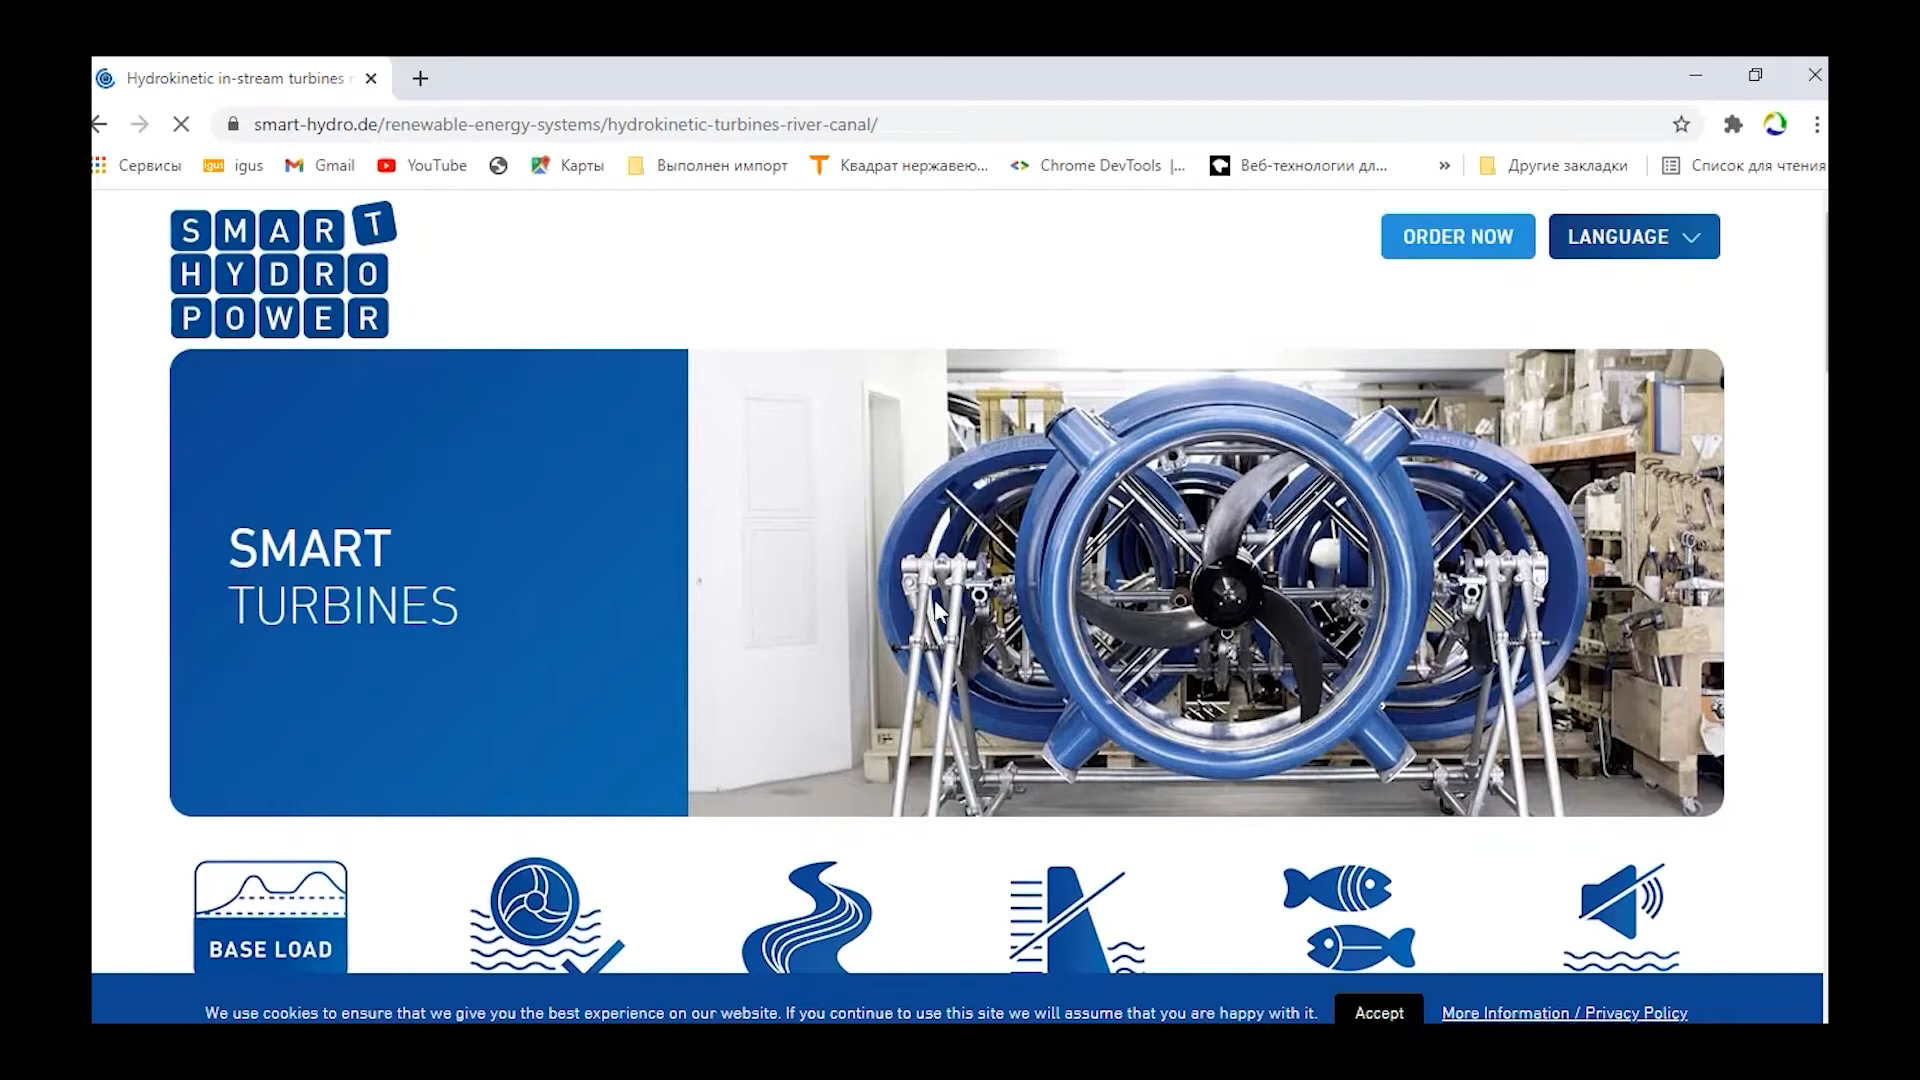 Hydrokinetic in-stream turbines
smart-hydro.de/renewable-energy-systems/hydrokinetic-turbines-river-canal/
Сервисы igus igus Gmail YouTube Карты Выполнен импорт Квадрат нержавею... Chrome DevTools |... Веб-технологии дл... » Другие закладки Список для чтения
SMART
HYDRO
POWER
ORDER NOW LANGUAGE
SMART
TURBINES
BASE LOAD
We use cookies to ensure that we give you the best experience on our website. If you continue to use this site we will assume that you are happy with it. Accept More Information / Privacy Policy